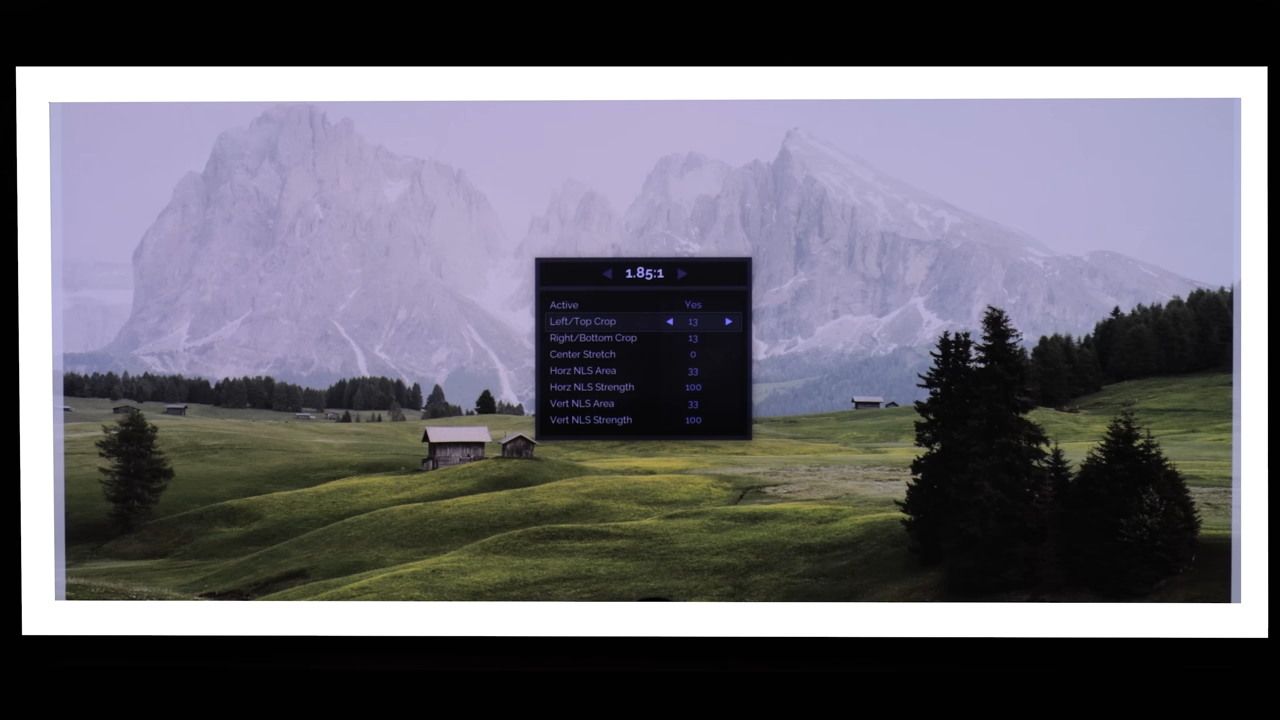 1.85:1
Active Yes
Left/Top Crop 13
Right/Bottom Crop 13
Center Stretch 0
Horz NLS Area 33
Horz NLS Strength 100
Vert NLS Area 33
Vert NLS Strength 100